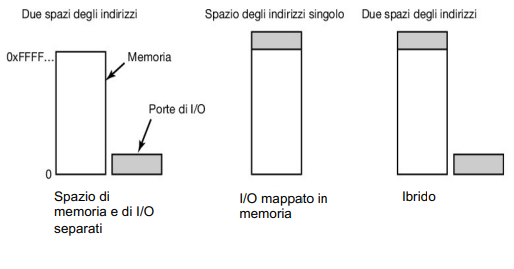 Due spazi degli indirizzi
Spazio degli indirizzi singolo
Due spazi degli indirizzi
0xFFFF...
Memoria
Porte di I/O
0
Spazio di
memoria e di I/O
separati
I/O mappato in
memoria
Ibrido